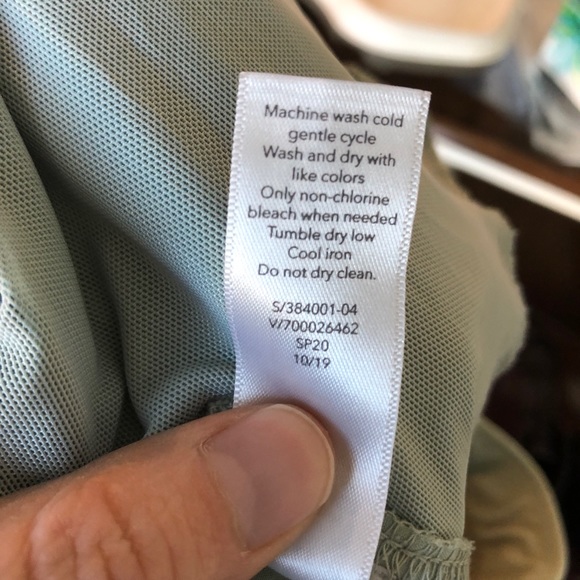 Machine wash cold
gentle cycle
Wash and dry with
like colors
Only non-chlorine
bleach when needed
Tumble dry low
Cool iron
Do not dry clean.
S/384001-04
V/700026462
SP20
10/19